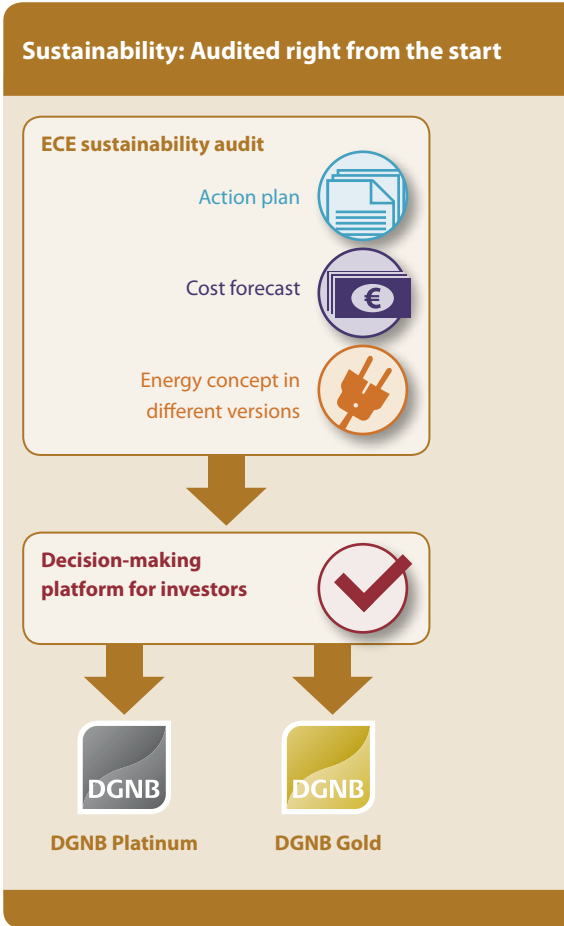 Sustainability: Audited right from the start
ECE sustainability audit
Action plan
Cost forecast
€
Energy concept in
different versions
Decision-making
platform for investors
DGNB
DGNB
DGNB Platinum
DGNB Gold